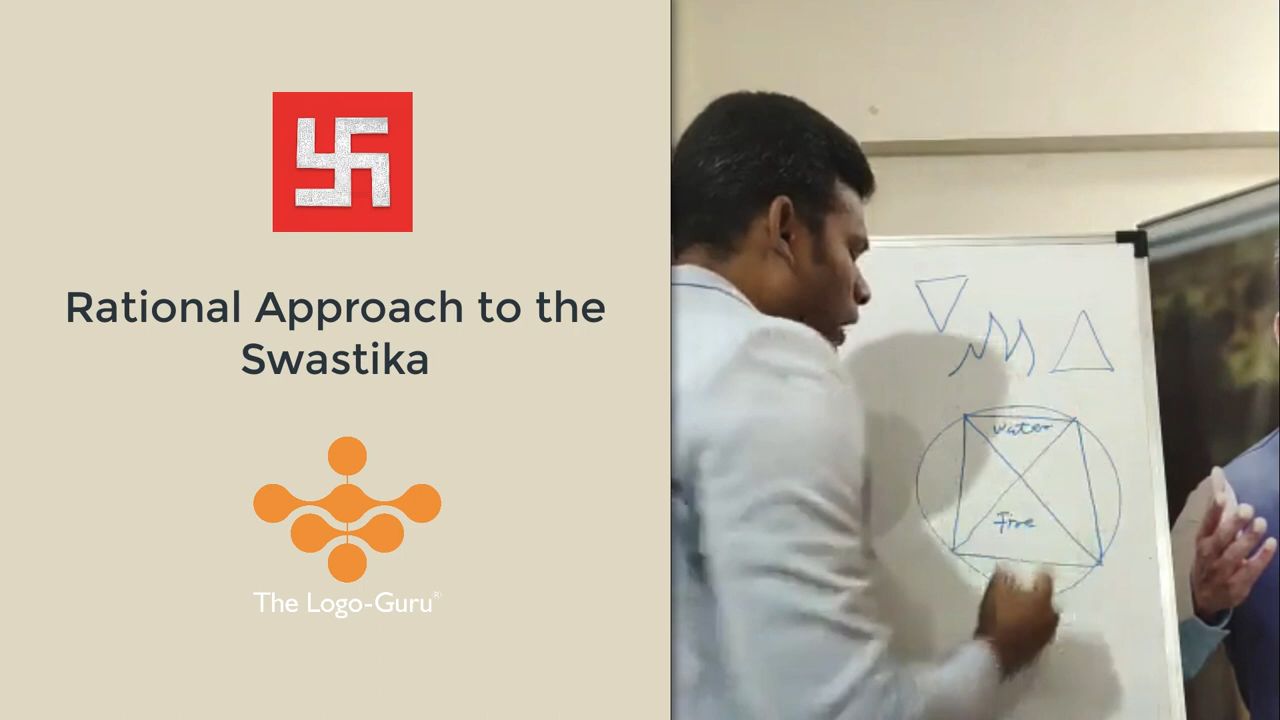 Rational Approach to the
Swastika
The Logo-Guru®
water
Fire